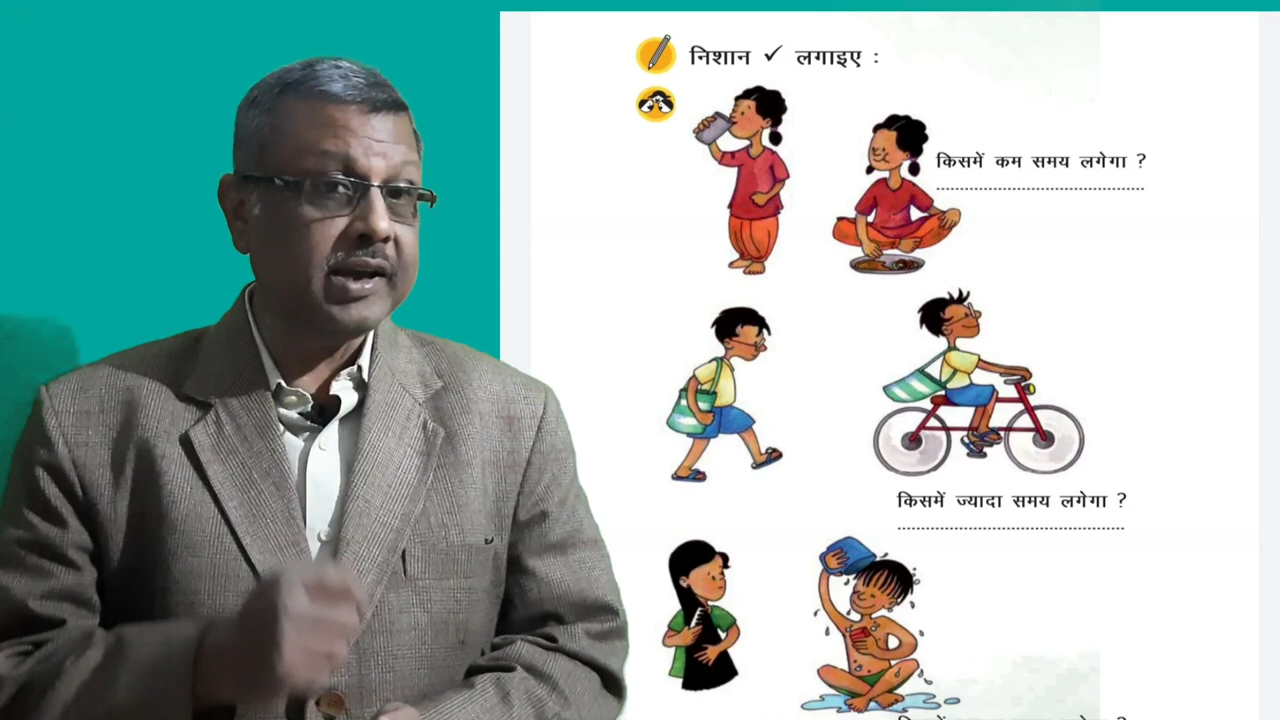 निशान ✓ लगाइए :
किसमें कम समय लगेगा ?
किसमें ज्यादा समय लगेगा ?